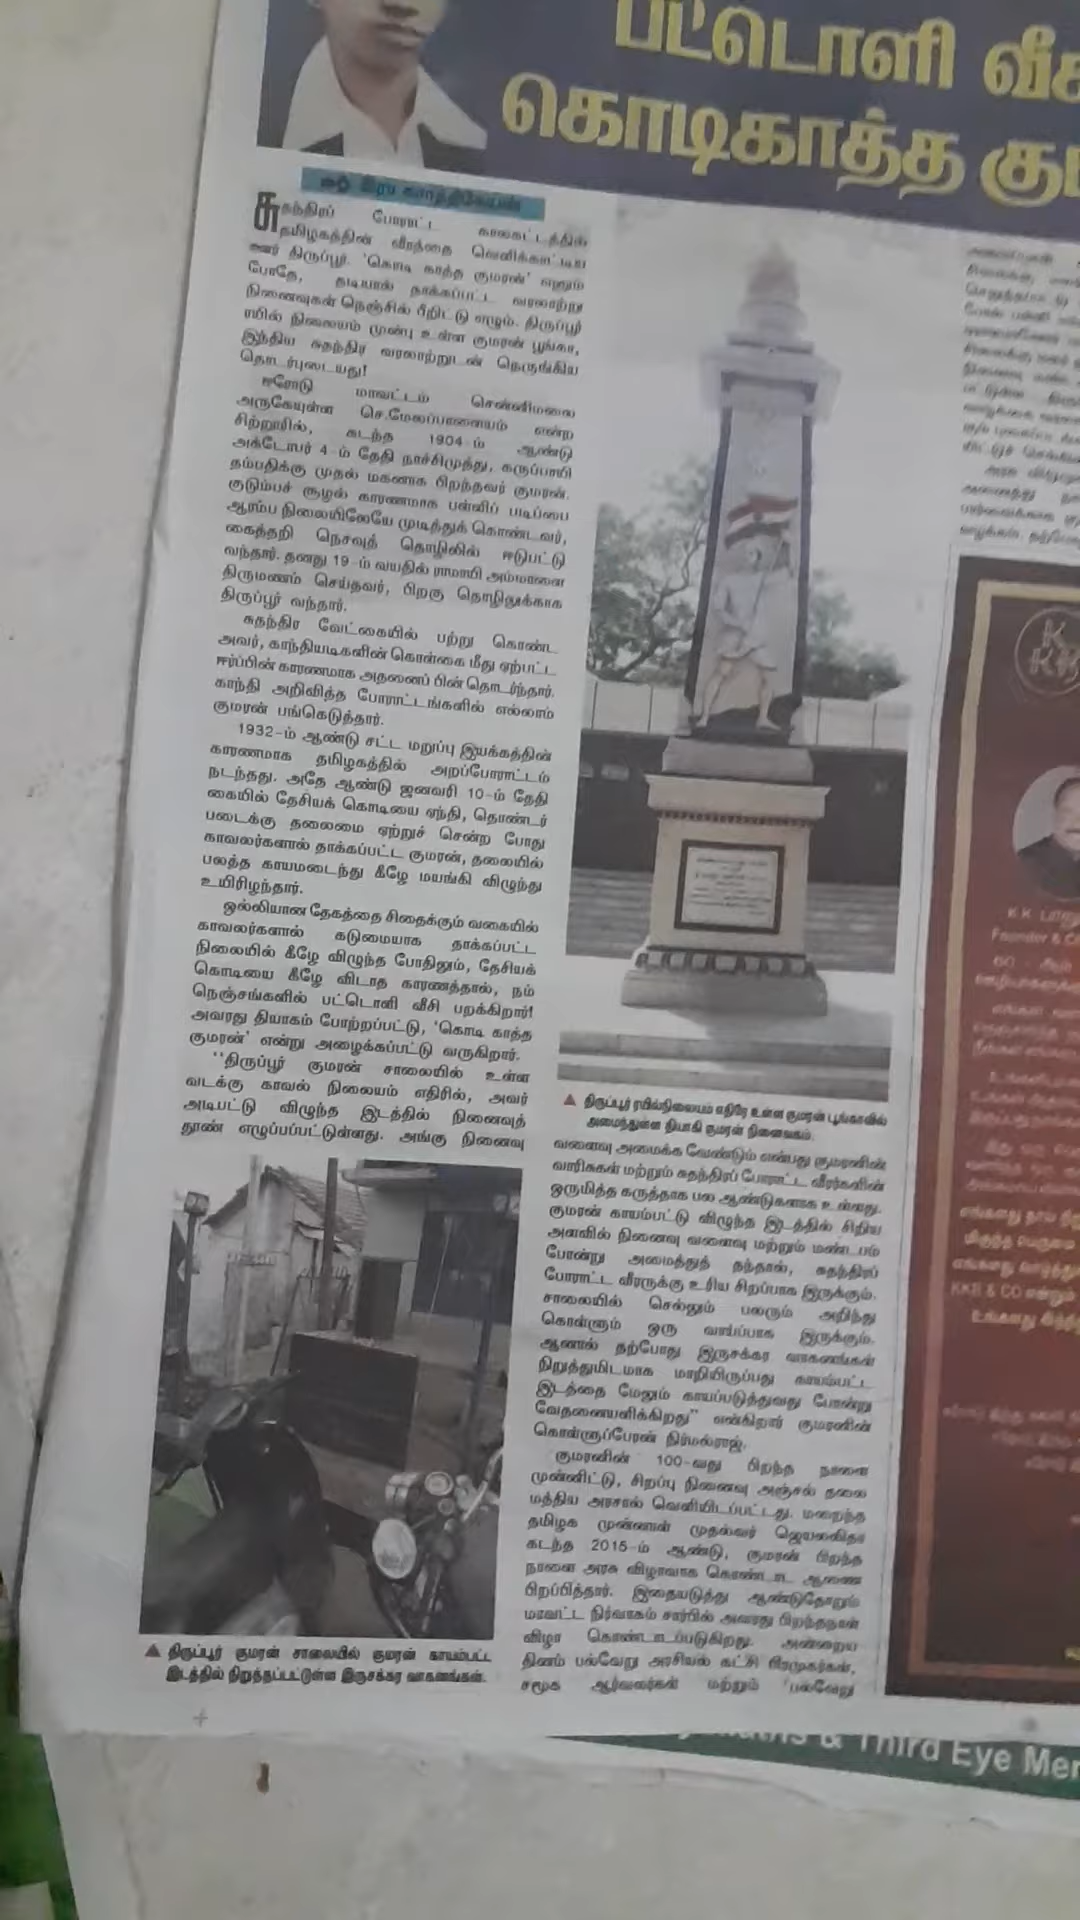 பட்டொளி
கொடிகாத்த
சுதந்திரப் போராட்ட காலகட்டத்தில்
தமிழகத்தின் வீரத்தை வெளிக்காட்டிய
ஊர் திருப்பூர். 'கொடி காத்த குமரன்' எனும்
போதே, தடியால் தாக்கப்பட்ட வரலாற்று
நினைவுகள் நெஞ்சில் பீறிட்டு எழும். திருப்பூர்
ரயில் நிலையம் முன்பு உள்ள குமரன் பூங்கா,
இந்திய சுதந்திர வரலாற்றுடன் நெருங்கிய
தொடர்புடையது!
ஈரோடு மாவட்டம் சென்னிமலை
அருகேயுள்ள செ.மேலப்பாளையம் என்ற
சிற்றூரில், கடந்த 1904-ம் ஆண்டு
அக்டோபர் 4-ம் தேதி நாச்சிமுத்து, கருப்பாயி
தம்பதிக்கு முதல் மகனாக பிறந்தவர் குமரன்.
குடும்பச் சூழல் காரணமாக பள்ளிப் படிப்பை
ஆரம்ப நிலையிலேயே முடித்துக் கொண்டவர்,
கைத்தறி நெசவுத் தொழிலில் ஈடுபட்டு
வந்தார். தனது 19-ம் வயதில் ராமாயி அம்மாளை
திருமணம் செய்தவர், பிறகு தொழிலுக்காக
திருப்பூர் வந்தார்.
சுதந்திர வேட்கையில் பற்று கொண்ட
அவர், காந்தியடிகளின் கொள்கை மீது ஏற்பட்ட
ஈர்ப்பின் காரணமாக அதனைப் பின் தொடர்ந்தார்.
காந்தி அறிவித்த போராட்டங்களில் எல்லாம்
குமரன் பங்கெடுத்தார்.
1932-ம் ஆண்டு சட்ட மறுப்பு இயக்கத்தின்
காரணமாக தமிழகத்தில் அறப்போராட்டம்
நடந்தது. அதே ஆண்டு ஜனவரி 10-ம் தேதி
கையில் தேசியக் கொடியை ஏந்தி, தொண்டர்
படைக்கு தலைமை ஏற்றுச் சென்ற போது
காவலர்களால் தாக்கப்பட்ட குமரன், தலையில்
பலத்த காயமடைந்து கீழே மயங்கி விழுந்து
உயிரிழந்தார்.
ஒல்லியான தேகத்தை சிதைக்கும் வகையில்
காவலர்களால் கடுமையாக தாக்கப்பட்ட
நிலையில் கீழே விழுந்த போதிலும், தேசியக்
கொடியை கீழே விடாத காரணத்தால், நம்
நெஞ்சங்களில் பட்டொளி வீசி பறக்கிறார்!
அவரது தியாகம் போற்றப்பட்டு, 'கொடி காத்த
குமரன்' என்று அழைக்கப்பட்டு வருகிறார்.
''திருப்பூர் குமரன் சாலையில் உள்ள
வடக்கு காவல் நிலையம் எதிரில், அவர்
அடிபட்டு விழுந்த இடத்தில் நினைவுத்
தூண் எழுப்பப்பட்டுள்ளது. அங்கு நினைவு
▲ திருப்பூர் குமரன் சாலையில் குமரன் காயம்பட்ட
இடத்தில் நிறுத்தப்பட்டுள்ள இருசக்கர வாகனங்கள்.
▲ திருப்பூர் ரயில்நிலையம் எதிரே உள்ள குமரன் பூங்காவில்
அமைந்துள்ள தியாகி குமரன் நினைவகம்.
வளைவு அமைக்க வேண்டும் என்பது குமரனின்
வாரிசுகள் மற்றும் சுதந்திரப் போராட்ட வீரர்களின்
ஒருமித்த கருத்தாக பல ஆண்டுகளாக உள்ளது.
குமரன் காயம்பட்டு விழுந்த இடத்தில் சிறிய
அளவில் நினைவு வளைவு மற்றும் மண்டபம்
போன்று அமைத்துத் தந்தால், சுதந்திரப்
போராட்ட வீரருக்கு உரிய சிறப்பாக இருக்கும்.
சாலையில் செல்லும் பலரும் அறிந்து
கொள்ளும் ஒரு வாய்ப்பாக இருக்கும்.
ஆனால் தற்போது இருசக்கர வாகனங்கள்
நிறுத்துமிடமாக மாறியிருப்பது காயம்பட்ட
இடத்தை மேலும் காயப்படுத்துவது போன்று
வேதனையளிக்கிறது'' என்கிறார் குமரனின்
கொள்ளுப்பேரன் நிர்மல்ராஜ்.
குமரனின் 100-வது பிறந்த நாளை
முன்னிட்டு, சிறப்பு நினைவு அஞ்சல் தலை
மத்திய அரசால் வெளியிடப்பட்டது. மறைந்த
தமிழக முன்னாள் முதல்வர் ஜெயலலிதா
கடந்த 2015-ம் ஆண்டு, குமரன் பிறந்த
நாளை அரசு விழாவாக கொண்டாட ஆணை
பிறப்பித்தார். இதையடுத்து ஆண்டுதோறும்
மாவட்ட நிர்வாகம் சார்பில் அவரது பிறந்தநாள்
விழா கொண்டாடப்படுகிறது. அன்றைய
தினம் பல்வேறு அரசியல் கட்சி பிரமுகர்கள்,
சமூக ஆர்வலர்கள் மற்றும் பல்வேறு
K.K.
Founder &
KKB & CO என்றும்
& Third Eye